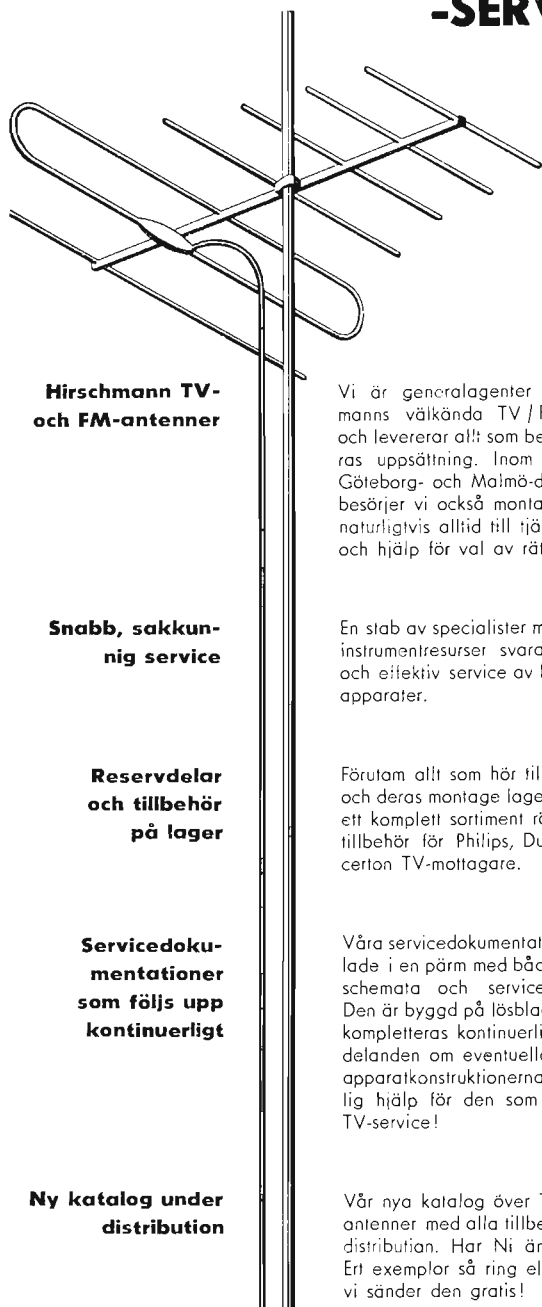 -SERV
Hirschmann TV-
och FM-antenner
Vi är generalagenter
manns välkända TV/F
och levererar allt som be
ras uppsättning. Inom
Göteborg- och Malmö-d
besörjer vi också monta
naturligtvis alltid till tjä
och hjälp för val av rät
Snabb, sakkun-
nig service
En stab av specialister m
instrumentresurser svara
och effektiv service av
apparater.
Reservdelar
och tillbehör
på lager
Förutom allt som hör til
och deras montage lage
ett komplett sortiment rö
tillbehör för Philips, Du
certon TV-mottagare.
Servicedoku-
mentationer
som följs upp
kontinuerligt
Våra servicedokumentat
lade i en pärm med båd
schemata och service
Den är byggd på lösblad
kompletteras kontinuerli
delanden om eventuelle
apparatkonstruktionerna
lig hjälp för den som
TV-service!
Ny katalog under
distribution
Vår nya katalog över T
antenner med alla tillbe
distribution. Har Ni än
Ert exemplar så ring el
vi sänder den gratis!